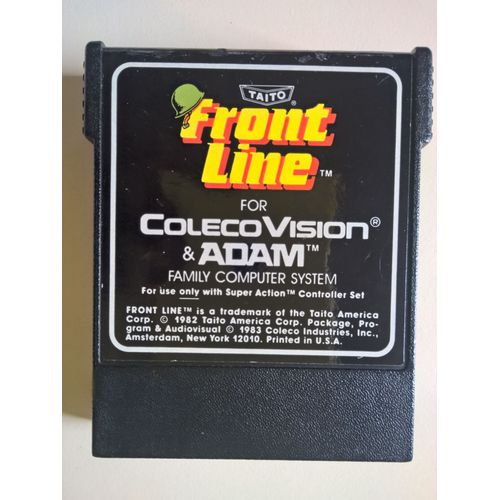 TAITO®
Front
Line™
FOR
COLECOVISION®
& ADAM™
FAMILY COMPUTER SYSTEM
For use only with Super Action™ Controller Set
FRONT LINE™ is a trademark of the Taito America
Corp. © 1982 Taito America Corp. Package, Pro-
gram & Audiovisual © 1983 Coleco Industries, Inc.,
Amsterdam, New York 12010. Printed in U.S.A.